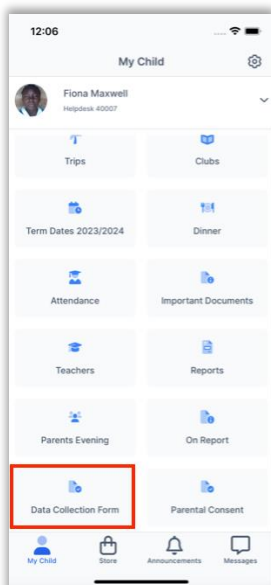 12:06
My Child
Fiona Maxwell
Helpdesk 40007
Trips
Clubs
Term Dates 2023/2024
Dinner
Attendance
Important Documents
Teachers
Reports
Parents Evening
On Report
Data Collection Form
Parental Consent
My Child
Store
Announcements
Messages